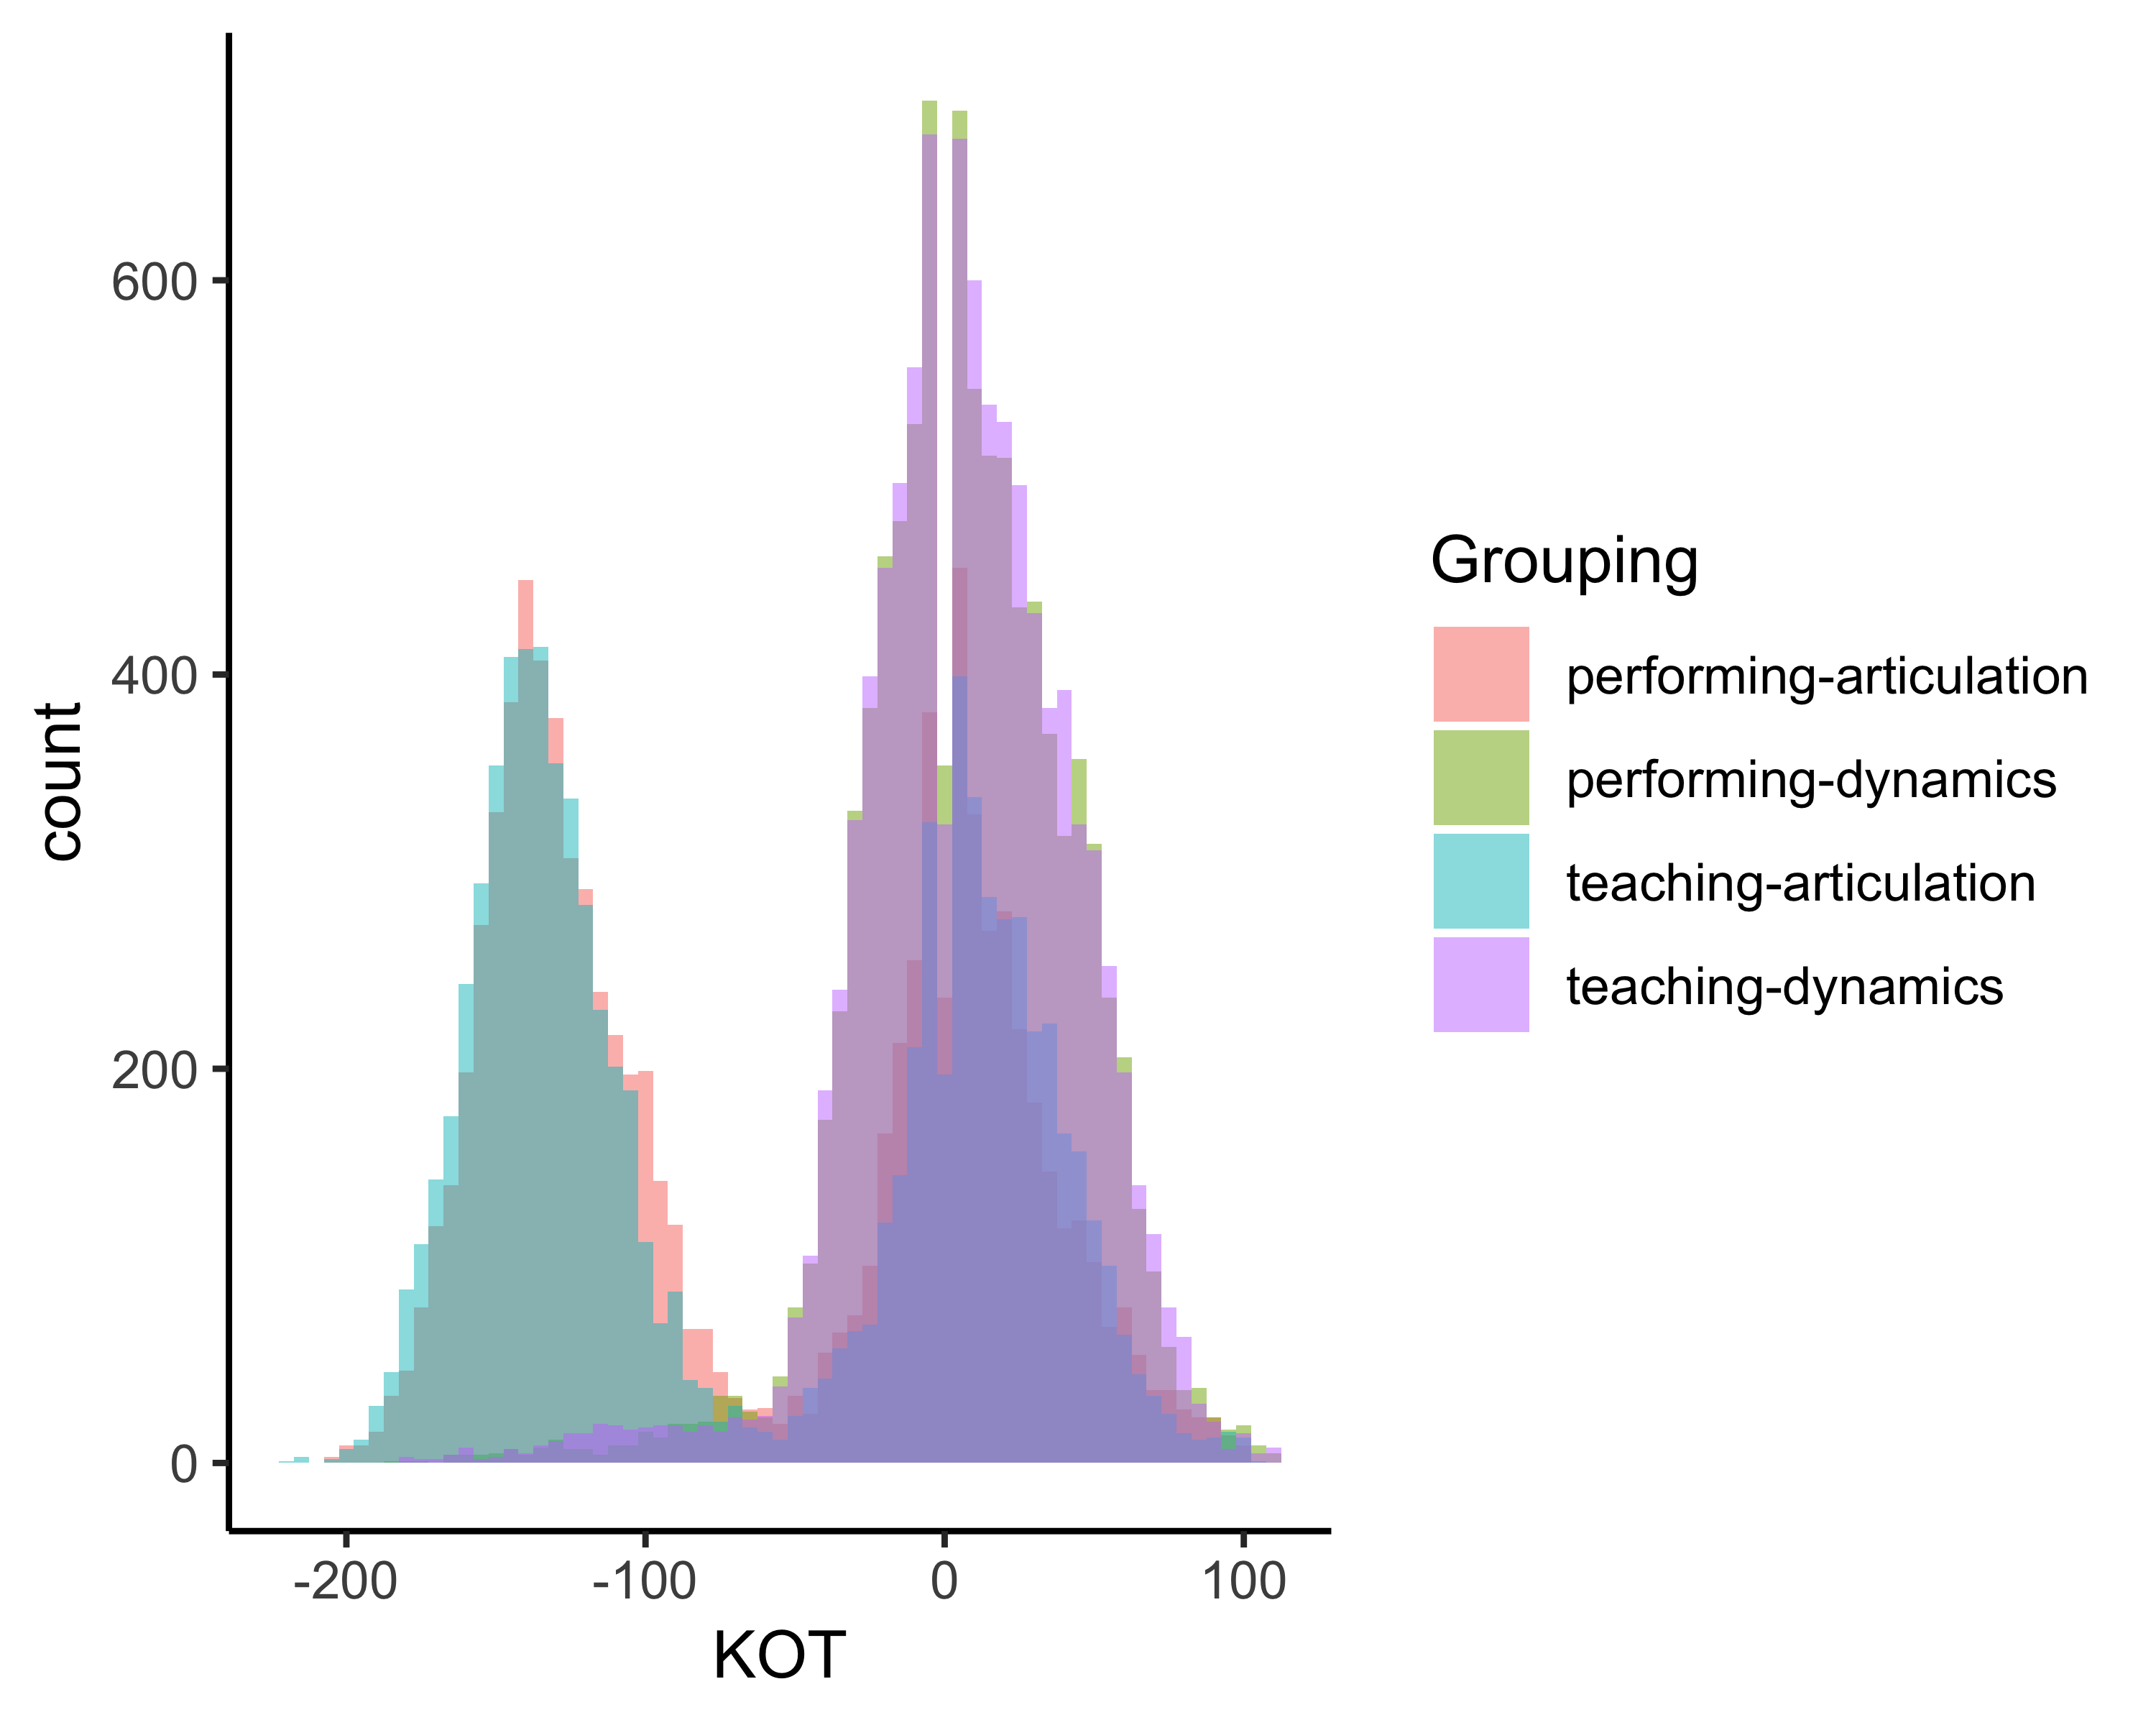 count
600
400
200
0
-200
-100
0
100
KOT
Grouping
performing-articulation
performing-dynamics
teaching-articulation
teaching-dynamics